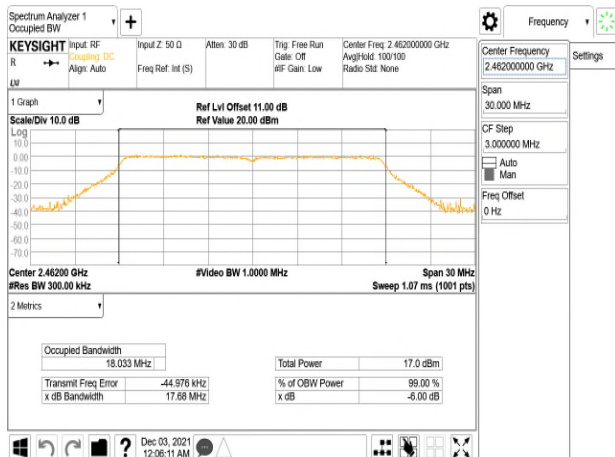 Spectrum Analyzer 1
Occupied BW
Frequency
KEYSIGHT
R
Input: RF
Coupling: DC
Align: Auto
Input Z: 50 Ω
Freq Ref: Int (S)
Atten: 30 dB
Trig: Free Run
Gate: Off
#IF Gain: Low
Center Freq: 2.462000000 GHz
Avg|Hold: 100/100
Radio Std: None
Center Frequency
2.462000000 GHz
Settings
Span
30.000 MHz
CF Step
3.000000 MHz
Auto
Man
Freq Offset
0 Hz
1 Graph
Scale/Div 10.0 dB
Ref Lvl Offset 11.00 dB
Ref Value 20.00 dBm
Log
10.0
0.00
-10.0
-20.0
-30.0
-40.0
-50.0
-60.0
-70.0
Center 2.46200 GHz
#Res BW 300.00 kHz
#Video BW 1.0000 MHz
Span 30 MHz
Sweep 1.07 ms (1001 pts)
2 Metrics
Occupied Bandwidth
18.033 MHz
Total Power 17.0 dBm
Transmit Freq Error -44.976 kHz
% of OBW Power 99.00 %
x dB Bandwidth 17.68 MHz
x dB -6.00 dB
?
Dec 03, 2021
12:06:11 AM